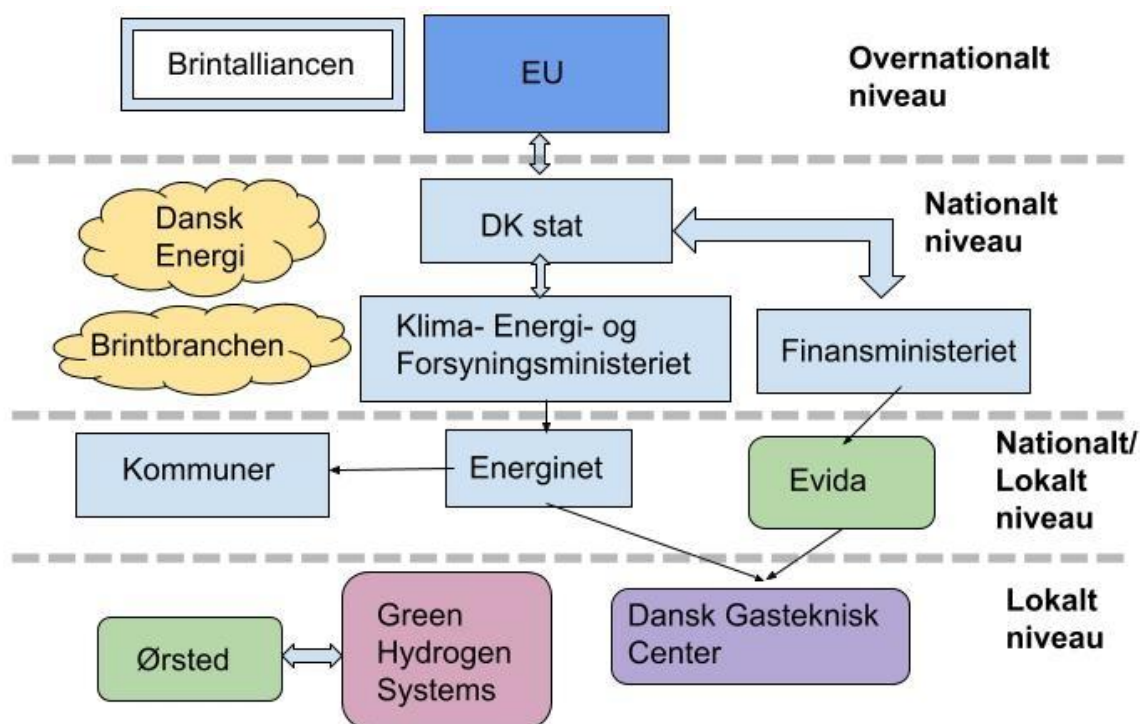 Brintalliancen
EU
Overnationalt
niveau
Dansk
Energi
DK stat
Nationalt
niveau
Brintbranchen
Klima- Energi- og
Forsyningsministeriet
Finansministeriet
Kommuner
Energinet
Evida
Nationalt/
Lokalt
niveau
Ørsted
Green
Hydrogen
Systems
Dansk Gasteknisk
Center
Lokalt
niveau